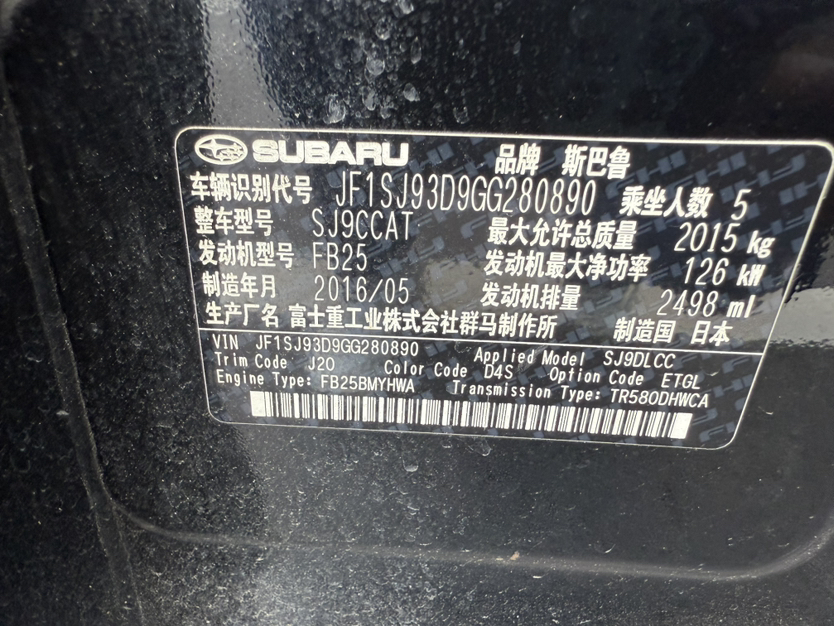 SUBARU 品牌 斯巴鲁
车辆识别代号 JF1SJ93D9GG280890 乘坐人数 5
整车型号 SJ9CCAT 最大允许总质量 2015 kg
发动机型号 FB25 发动机最大净功率 126 kW
制造年月 2016/05 发动机排量 2498 ml
生产厂名 富士重工业株式会社群马制作所 制造国 日本
VIN JF1SJ93D9GG280890 Applied Model SJ9DLCC
Trim Code J20 Color Code D4S Option Code ETGL
Engine Type: FB25BMYHWA Transmission Type: TR580DHWCA